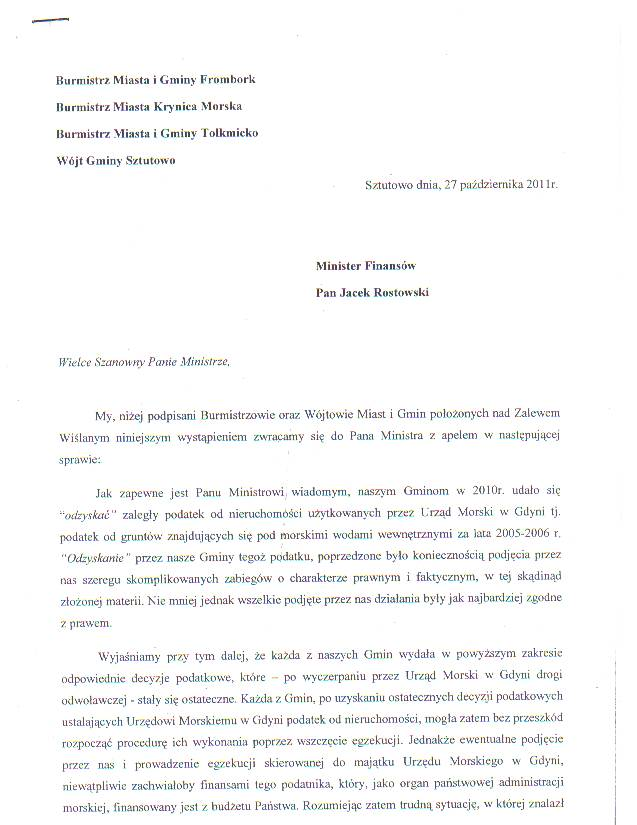 Burmistrz Miasta i Gminy Frombork
Burmistrz Miasta Krynica Morska
Burmistrz Miasta i Gminy Tolkmicko
Wójt Gminy Sztutowo
Sztutowo dnia, 27 października 2011r.
Minister Finansów
Pan Jacek Rostowski
Wielce Szanowny Panie Ministrze,
My, niżej podpisani Burmistrzowie oraz Wójtowie Miast i Gmin położonych nad Zalewem
Wiślanym niniejszym wystąpieniem zwracamy się do Pana Ministra z apelem w następującej
sprawie:
Jak zapewne jest Panu Ministrowi wiadomym, naszym Gminom w 2010r. udało się
"odzyskać" zaległy podatek od nieruchomości użytkowanych przez Urząd Morski w Gdyni tj.
podatek od gruntów znajdujących się pod morskimi wodami wewnętrznymi za lata 2005-2006 r.
"Odzyskanie" przez nasze Gminy tegoż podatku, poprzedzone było koniecznością podjęcia przez
nas szeregu skomplikowanych zabiegów o charakterze prawnym i faktycznym, w tej skądinąd
złożonej materii. Nie mniej jednak wszelkie podjęte przez nas działania były jak najbardziej zgodne
z prawem.
Wyjaśniamy przy tym dalej, że każda z naszych Gmin wydała w powyższym zakresie
odpowiednie decyzje podatkowe, które – po wyczerpaniu przez Urząd Morski w Gdyni drogi
odwoławczej - stały się ostateczne. Każda z Gmin, po uzyskaniu ostatecznych decyzji podatkowych
ustalających Urzędowi Morskiemu w Gdyni podatek od nieruchomości, mogła zatem bez przeszkód
rozpocząć procedurę ich wykonania poprzez wszczęcie egzekucji. Jednakże ewentualne podjęcie
przez nas i prowadzenie egzekucji skierowanej do majątku Urzędu Morskiego w Gdyni,
niewątpliwie zachwiałoby finansami tego podatnika, który, jako organ państwowej administracji
morskiej, finansowany jest z budżetu Państwa. Rozumiejąc zatem trudną sytuację, w której znalazł